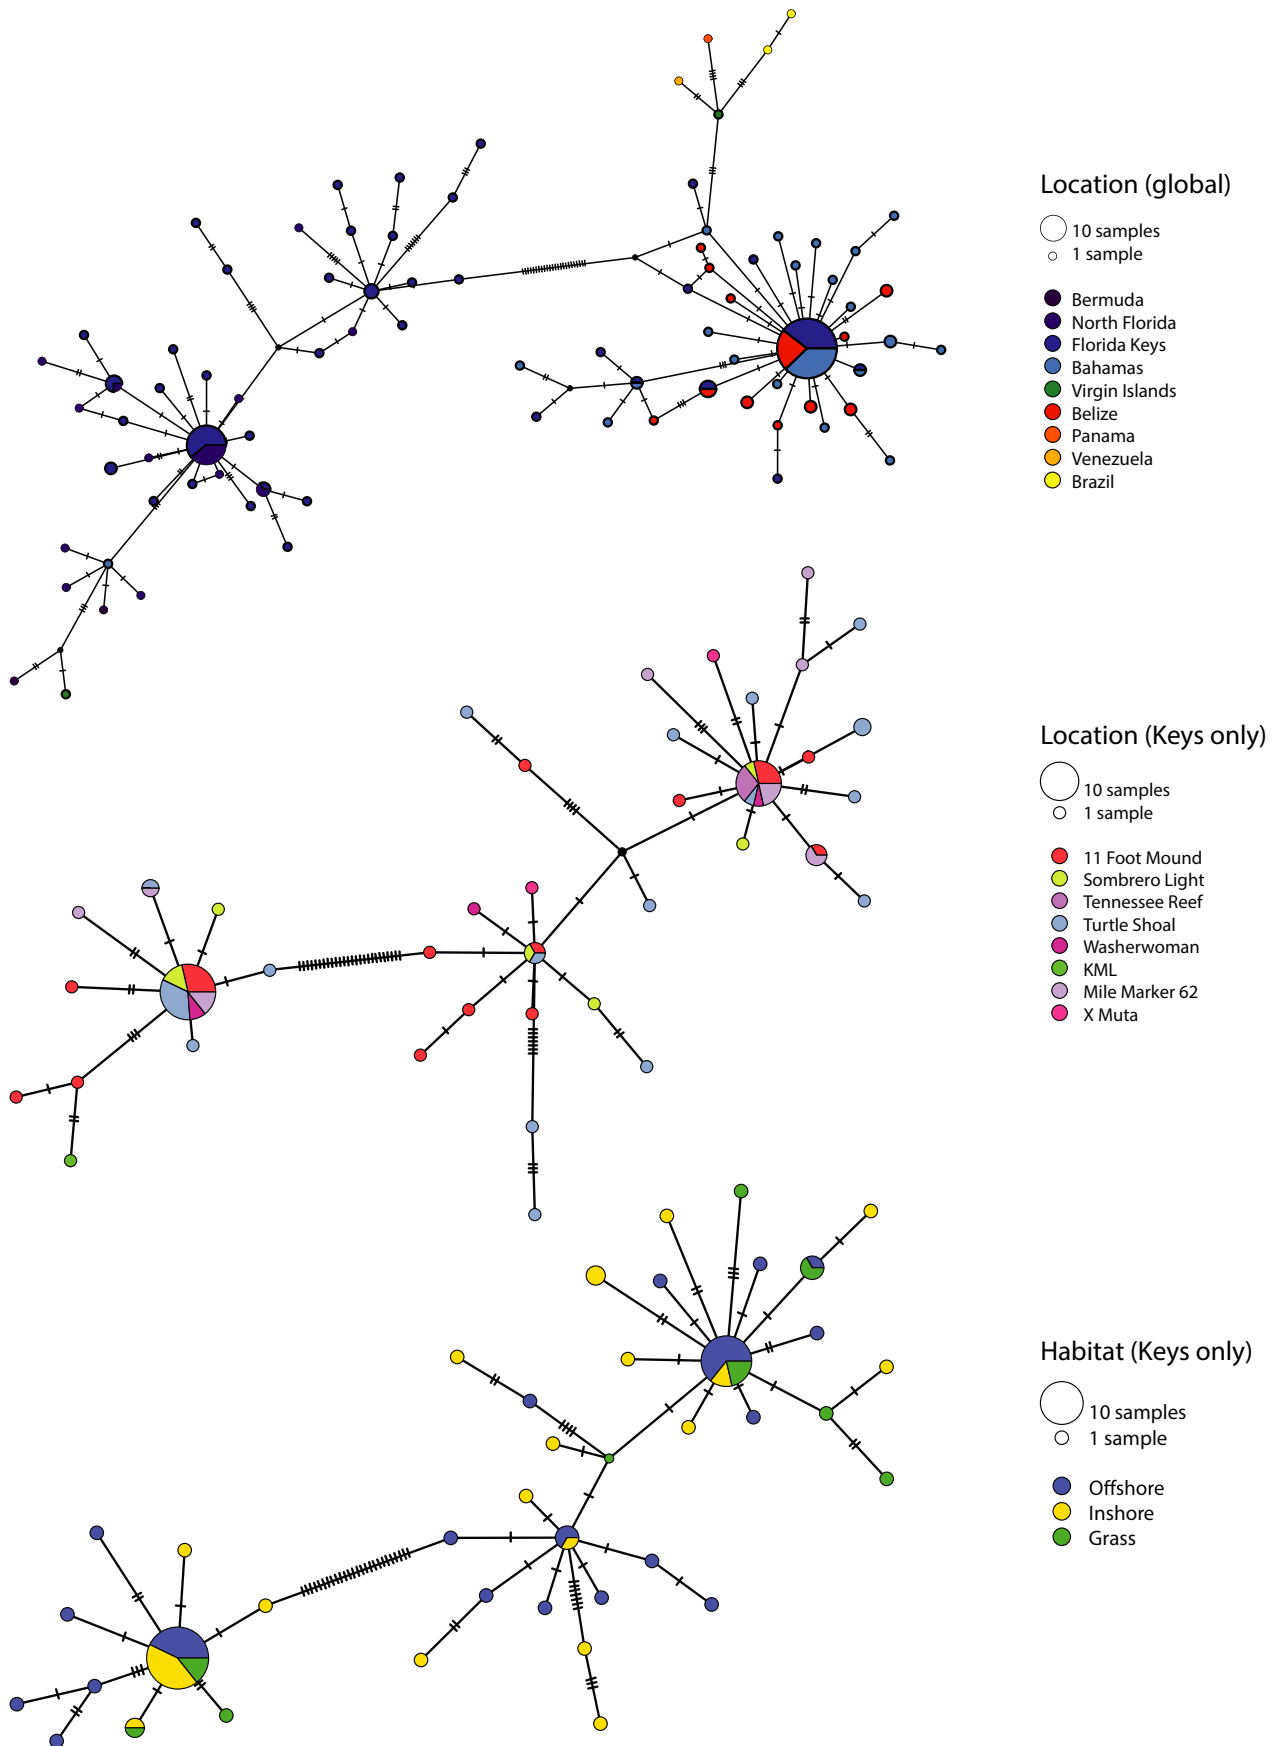 Location (global)
10 samples
1 sample
Bermuda
North Florida
Florida Keys
Bahamas
Virgin Islands
Belize
Panama
Venezuela
Brazil
Location (Keys only)
10 samples
1 sample
11 Foot Mound
Sombrero Light
Tennessee Reef
Turtle Shoal
Washerwoman
KML
Mile Marker 62
X Muta
Habitat (Keys only)
10 samples
1 sample
Offshore
Inshore
Grass